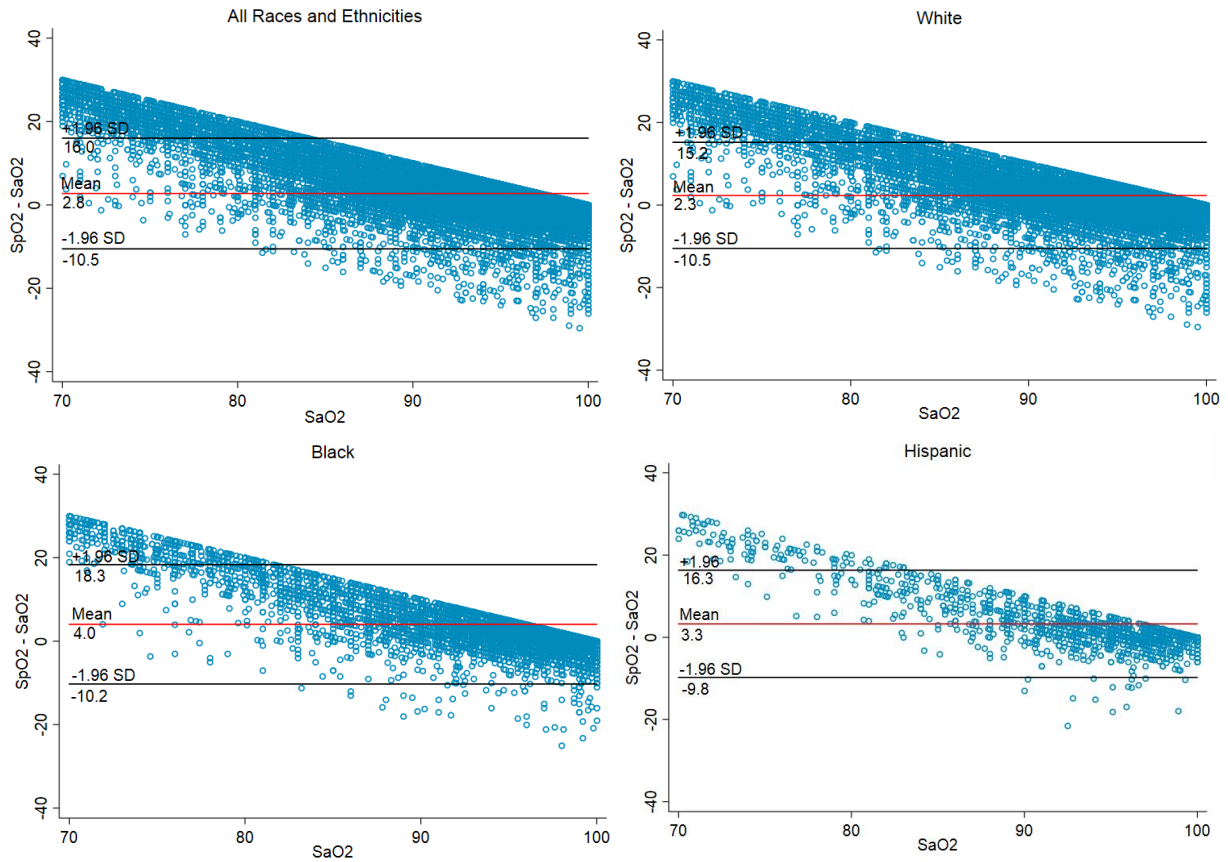 All Races and Ethnicities
40
20
0
-20
-40
SpO2 - SaO2
+1.96 SD
16.0
Mean
2.8
-1.96 SD
-10.5
70
80
90
100
SaO2
White
40
20
0
-20
-40
SpO2 - SaO2
+1.96 SD
15.2
Mean
2.3
-1.96 SD
-10.5
70
80
90
100
SaO2
Black
40
20
0
-20
-40
SpO2 - SaO2
+1.96 SD
18.3
Mean
4.0
-1.96 SD
-10.2
70
80
90
100
SaO2
Hispanic
40
20
0
-20
-40
SpO2 - SaO2
+1.96
16.3
Mean
3.3
-1.96 SD
-9.8
70
80
90
100
SaO2